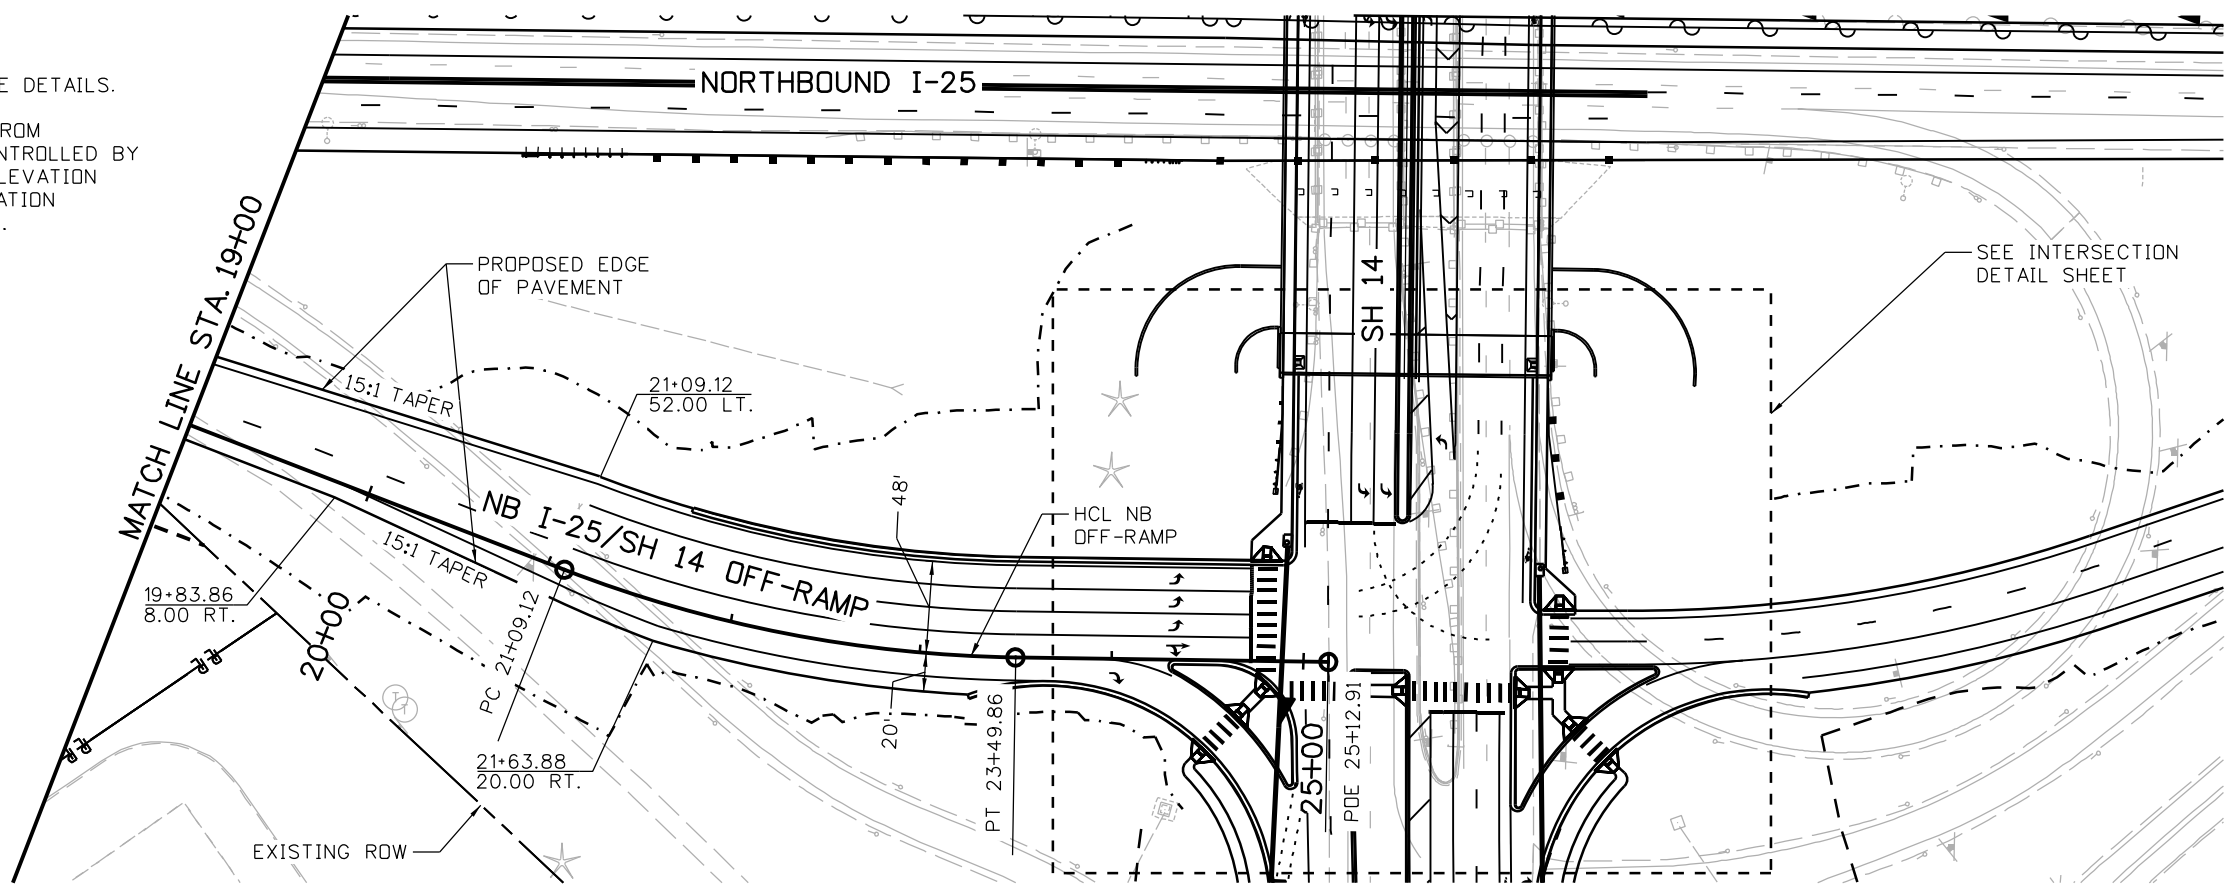 E DETAILS.
ROM
NTROLLED BY
LEVATION
ATION
.
NORTHBOUND I-25
MATCH LINE STA. 19+00
PROPOSED EDGE
OF PAVEMENT
SEE INTERSECTION
DETAIL SHEET
SH 14
15:1 TAPER
21+09.12
52.00 LT.
48'
HCL NB
OFF-RAMP
NB I-25/SH 14 OFF-RAMP
15:1 TAPER
19+83.86
8.00 RT.
20+00
PC 21+09.12
21+63.88
20.00 RT.
20'
PT 23+49.86
25+00
POE 25+12.91
EXISTING ROW